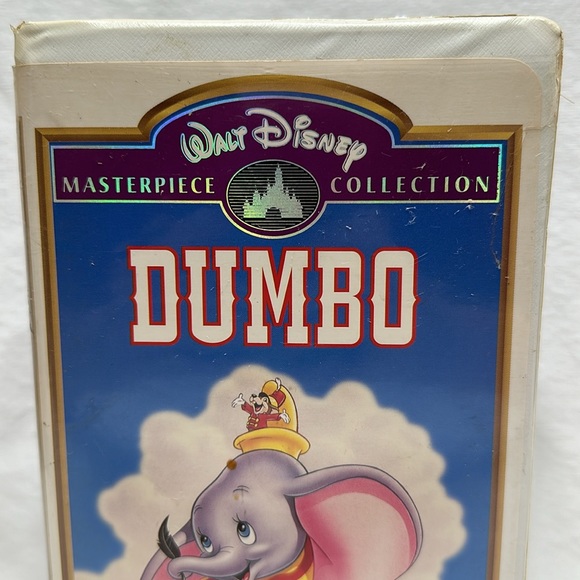 Walt Disney
MASTERPIECE COLLECTION
DUMBO